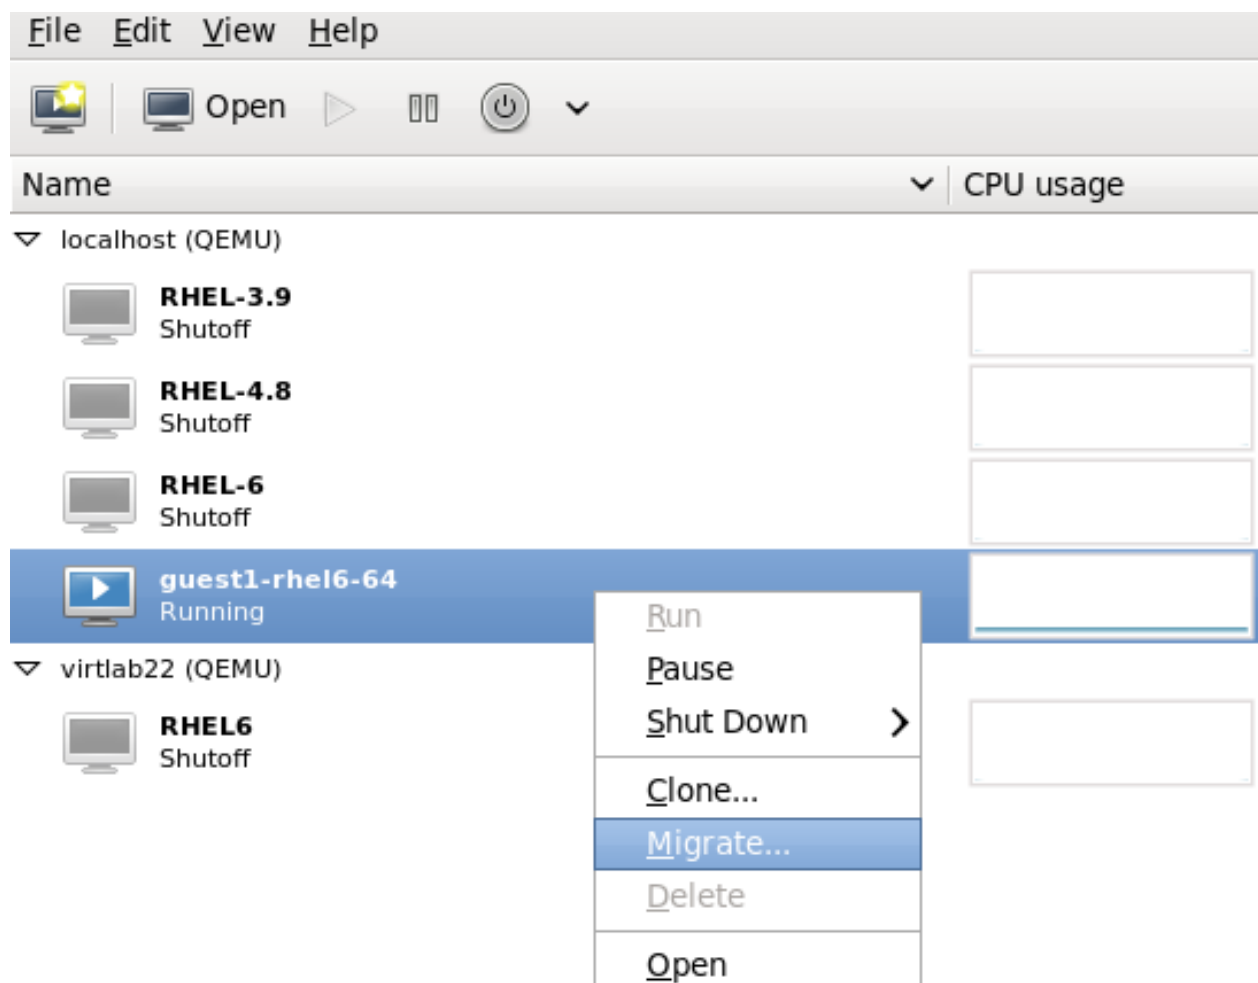 File Edit View Help
Open
Name CPU usage
localhost (QEMU)
RHEL-3.9
Shutoff
RHEL-4.8
Shutoff
RHEL-6
Shutoff
guest1-rhel6-64
Running
virtlab22 (QEMU)
RHEL6
Shutoff
Run
Pause
Shut Down
Clone...
Migrate...
Delete
Open